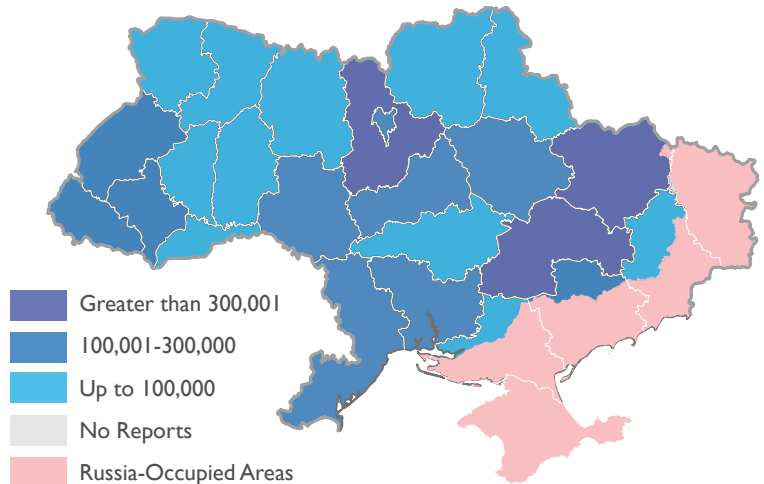 Greater than 300,001
100,001-300,000
Up to 100,000
No Reports
Russia-Occupied Areas